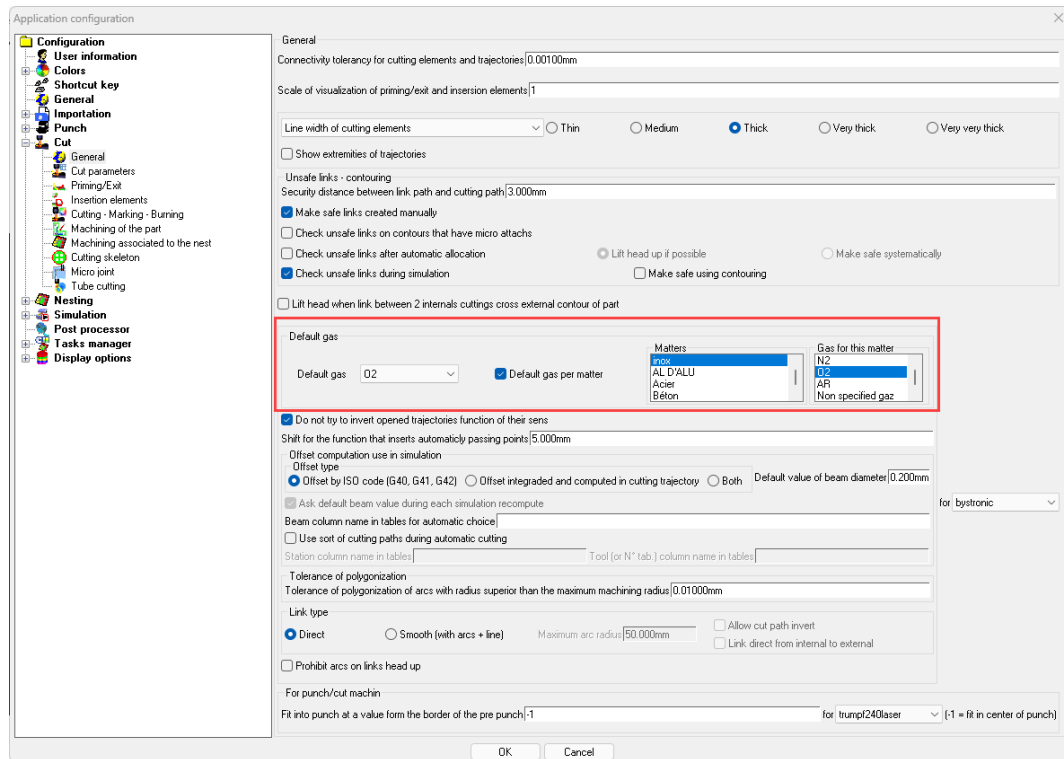 Application configuration
Configuration
User information
Colors
Shortcut key
General
Importation
Punch
Cut
General
Cut parameters
Priming/Exit
Insertion elements
Cutting - Marking - Burning
Machining of the part
Machining associated to the nest
Cutting skeleton
Micro joint
Tube cutting
Nesting
Simulation
Post processor
Tasks manager
Display options
General
Connectivity tolerancy for cutting elements and trajectories 0.00100mm
Scale of visualization of priming/exit and insersion elements 1
Line width of cutting elements Thin Medium Thick Very thick Very very thick
Show extremities of trajectories
Unsafe links - contouring
Security distance between link path and cutting path 3.000mm
Make safe links created manually
Check unsafe links on contours that have micro attachs
Check unsafe links after automatic allocation Lift head up if possible Make safe systematically
Check unsafe links during simulation Make safe using contouring
Lift head when link between 2 internals cuttings cross external contour of part
Default gas
Matters Gas for this matter
Default gas O2 Default gas per matter
inox N2
AL D'ALU O2
Acier AR
Béton Non specified gaz
Do not try to invert opened trajectories function of their sens
Shift for the function that inserts automaticly passing points 5.000mm
Offset computation use in simulation
Offset type
Offset by ISO code (G40, G41, G42) Offset integraded and computed in cutting trajectory Both Default value of beam diameter 0.200mm
Ask default beam value during each simulation recompute for bystronic
Beam column name in tables for automatic choice
Use sort of cutting paths during automatic cutting
Station column name in tables Tool (or N° tab.) column name in tables
Tolerance of polygonization
Tolerance of polygonization of arcs with radius superior than the maximum machining radius 0.01000mm
Link type
Direct Smooth (with arcs + line) Maximum arc radius 50.000mm Allow cut path invert
Link direct from internal to external
Prohibit arcs on links head up
For punch/cut machin
Fit into punch at a value form the border of the pre punch -1 for trumpf240laser (-1 = fit in center of punch)
OK Cancel